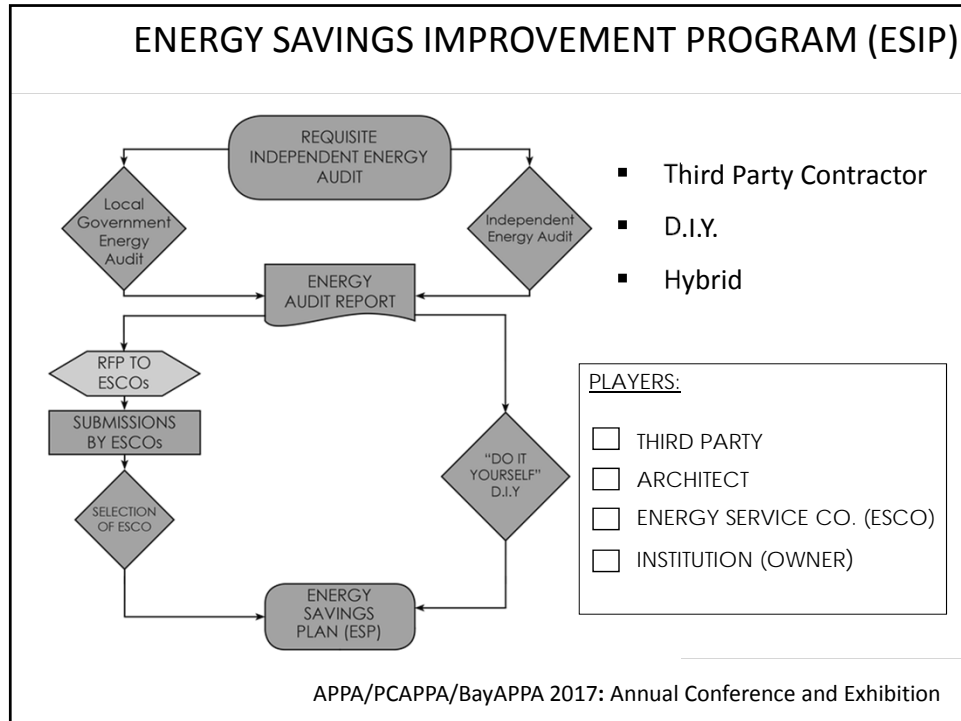 ENERGY SAVINGS IMPROVEMENT PROGRAM (ESIP)
REQUISITE
INDEPENDENT ENERGY
AUDIT
Local
Government
Energy
Audit
Independent
Energy Audit
ENERGY
AUDIT REPORT
RFP TO
ESCOs
SUBMISSIONS
BY ESCOs
SELECTION
OF ESCO
"DO IT
YOURSELF"
D.I.Y
ENERGY
SAVINGS
PLAN (ESP)
▪ Third Party Contractor
▪ D.I.Y.
▪ Hybrid
PLAYERS:
☐ THIRD PARTY
☐ ARCHITECT
☐ ENERGY SERVICE CO. (ESCO)
☐ INSTITUTION (OWNER)
APPA/PCAPPA/BayAPPA 2017: Annual Conference and Exhibition